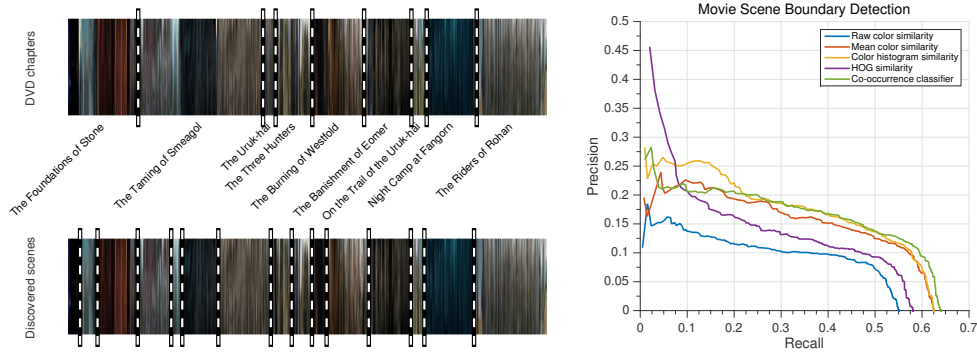 DVD chapters
The Foundations of Stone
The Taming of Smeagol
The Uruk-hai
The Three Hunters
The Burning of Westfold
The Banishment of Eomer
On the Trail of the Uruk-hai
Night Camp at Fangorn
The Riders of Rohan
Discovered scenes
Movie Scene Boundary Detection
Raw color similarity
Mean color similarity
Color histogram similarity
HOG similarity
Co-occurrence classifier
Precision
0.5
0.45
0.4
0.35
0.3
0.25
0.2
0.15
0.1
0.05
0
0 0.1 0.2 0.3 0.4 0.5 0.6 0.7
Recall